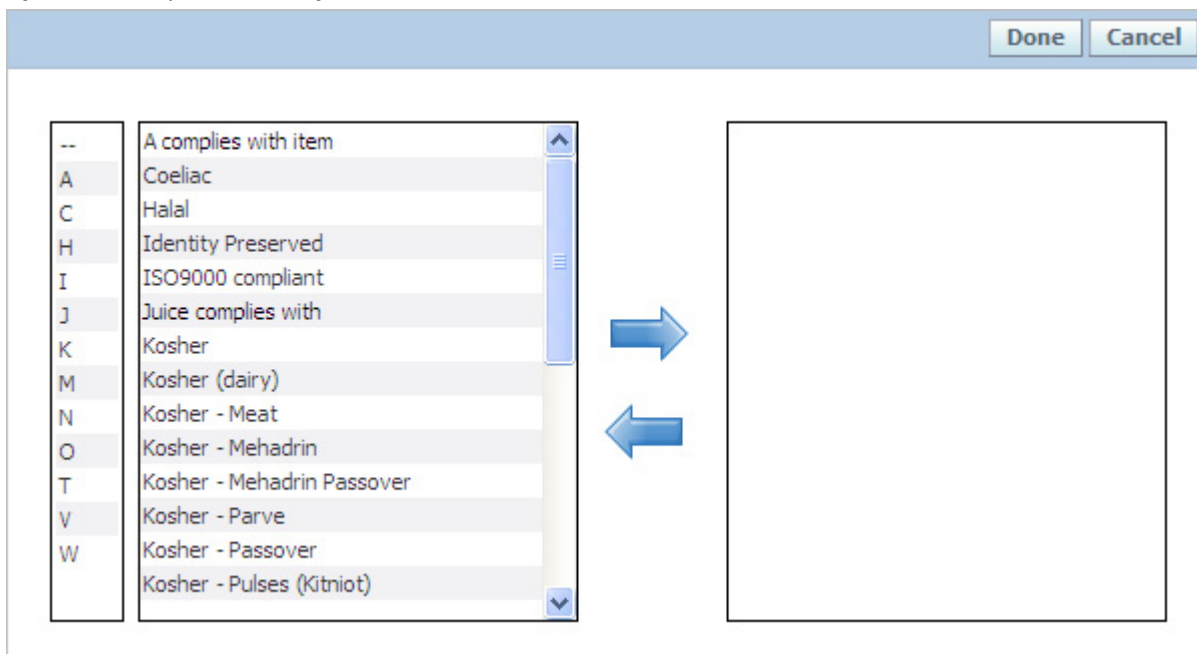 Done Cancel
--
A
C
H
I
J
K
M
N
O
T
V
W
A complies with item
Coeliac
Halal
Identity Preserved
ISO9000 compliant
Juice complies with
Kosher
Kosher (dairy)
Kosher - Meat
Kosher - Mehadrin
Kosher - Mehadrin Passover
Kosher - Parve
Kosher - Passover
Kosher - Pulses (Kitniot)